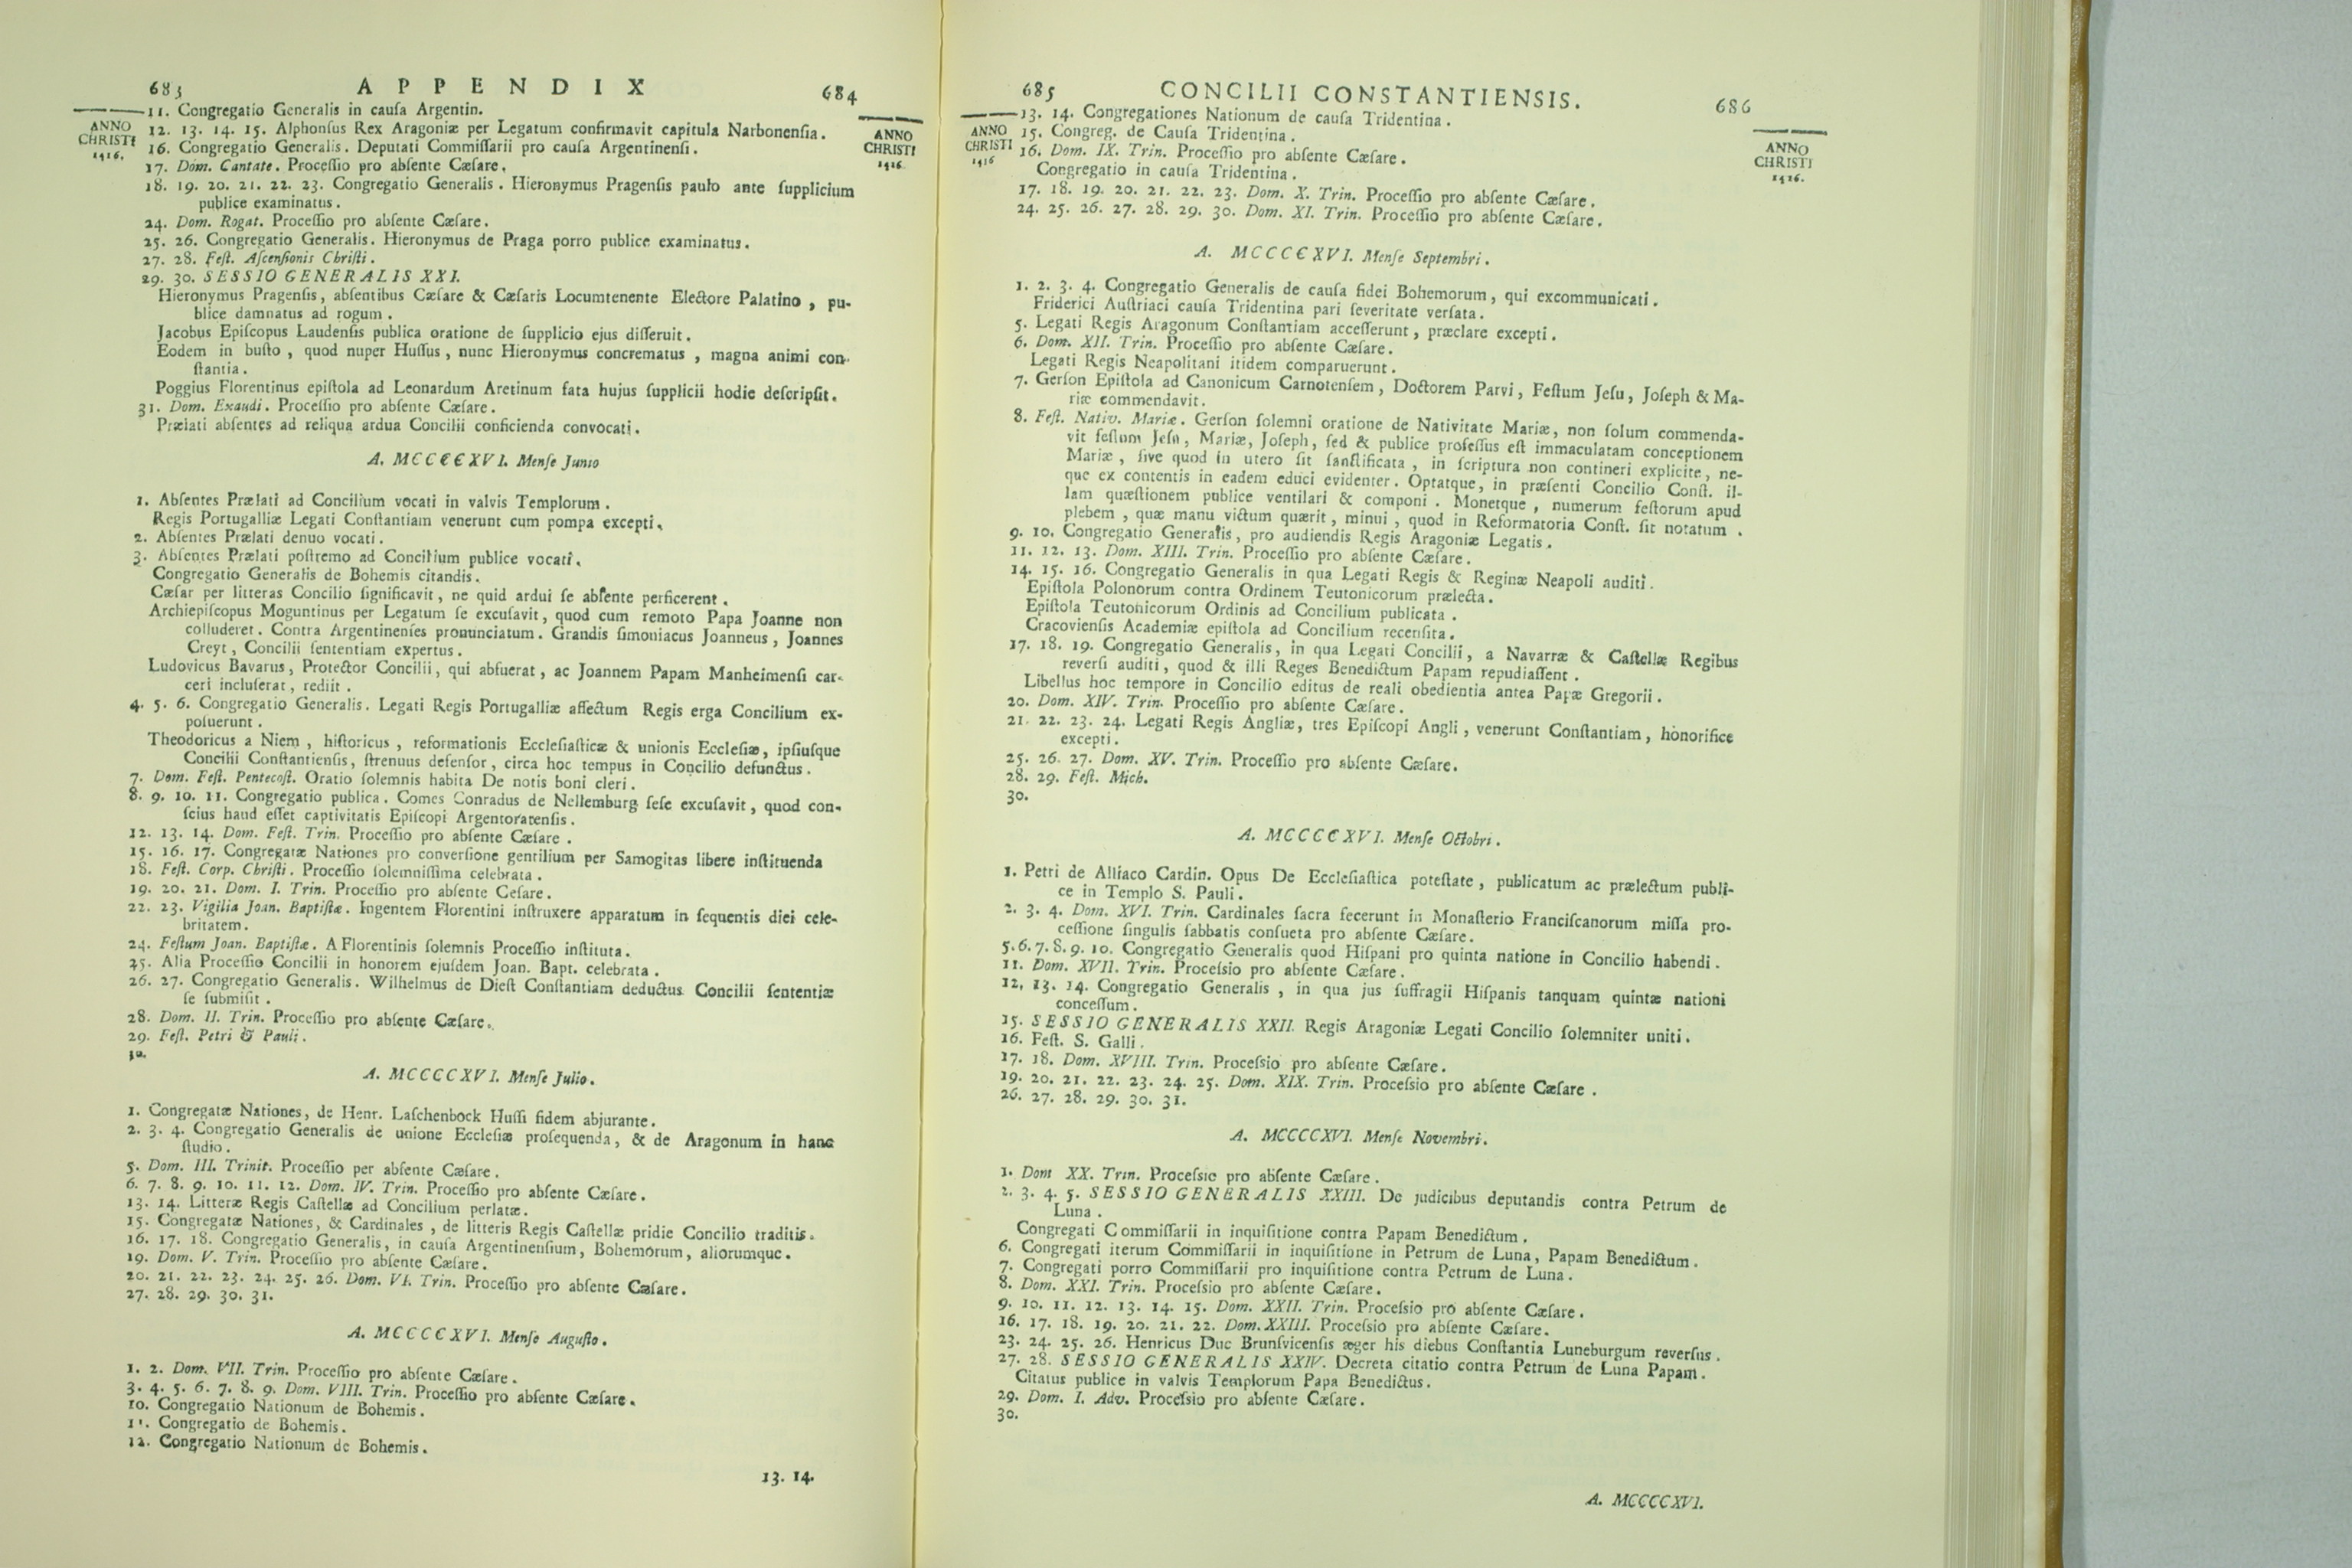 683 APPENDIX 684
ANNO
CHRISTI
1416.
ANNO
CHRISTI
1416.
11. Congregatio Generalis in cauſa Argentin.
12. 13. 14. 15. Alphonſus Rex Aragoniæ per Legatum confirmavit capitula Narbonenſia.
16. Congregatio Generalis. Deputati Commiſſarii pro cauſa Argentinenſi.
17. Dom. Cantate. Proceſſio pro abſente Cæſare.
18. 19. 20. 21. 22. 23. Congregatio Generalis. Hieronymus Pragenſis paulo ante ſupplicium
publice examinatus.
24. Dom. Rogat. Proceſſio pro abſente Cæſare.
25. 26. Congregatio Generalis. Hieronymus de Praga porro publice examinatus.
27. 28. Feſt. Aſcenſionis Chriſti.
29. 30. SESSIO GENERALIS XXI.
Hieronymus Pragenſis, abſentibus Cæſare & Cæſaris Locumtenente Electore Palatino, pu-
blice damnatus ad rogum.
Jacobus Epiſcopus Laudenſis publica oratione de ſupplicio ejus diſſeruit.
Eodem in buſto, quod nuper Huſſus, nunc Hieronymus concrematus, magna animi con-
ſtantia.
Poggius Florentinus epiſtola ad Leonardum Aretinum fata hujus ſupplicii hodie deſcripſit.
31. Dom. Exaudi. Proceſſio pro abſente Cæſare.
Prælati abſentes ad reliqua ardua Concilii conficienda convocati.
A. MCCCCXVI. Menſe Junio
1. Abſentes Prælati ad Concilium vocati in valvis Templorum.
Regis Portugalliæ Legati Conſtantiam venerunt cum pompa excepti.
2. Abſentes Prælati denuo vocati.
3. Abſentes Prælati poſtremo ad Concilium publice vocati.
Congregatio Generalis de Bohemis citandis.
Cæſar per litteras Concilio ſignificavit, ne quid ardui ſe abſente perficerent.
Archiepiſcopus Moguntinus per Legatum ſe excuſavit, quod cum remoto Papa Joanne non
colluderet. Contra Argentinenſes pronunciatum. Grandis ſimoniacus Joanneus, Joannes
Creyt, Concilii ſententiam expertus.
Ludovicus Bavarus, Protector Concilii, qui abfuerat, ac Joannem Papam Manheimenſi car-
ceri incluſerat, rediit.
4. 5. 6. Congregatio Generalis. Legati Regis Portugalliæ affectum Regis erga Concilium ex-
poſuerunt.
Theodoricus a Niem, hiſtoricus, reformationis Eccleſiaſticæ & unionis Eccleſiæ, ipſiuſque
Concilii Conſtantienſis, ſtrenuus defenſor, circa hoc tempus in Concilio defunctus.
7. Dom. Feſt. Pentecoſt. Oratio ſolemnis habita De notis boni cleri.
8. 9. 10. 11. Congregatio publica. Comes Conradus de Nellemburg ſeſe excuſavit, quod con-
ſcius haud eſſet captivitatis Epiſcopi Argentoratenſis.
12. 13. 14. Dom. Feſt. Trin. Proceſſio pro abſente Cæſare.
15. 16. 17. Congregatæ Nationes pro converſione gentilium per Samogitas libere inſtituenda
18. Feſt. Corp. Chriſti. Proceſſio ſolemniſſima celebrata.
19. 20. 21. Dom. I. Trin. Proceſſio pro abſente Ceſare.
22. 23. Vigilia Joan. Baptiſtæ. Ingentem Florentini inſtruxere apparatum in ſequentis diei cele-
britatem.
24. Feſtum Joan. Baptiſtæ. A Florentinis ſolemnis Proceſſio inſtituta.
25. Alia Proceſſio Concilii in honorem ejuſdem Joan. Bapt. celebrata.
26. 27. Congregatio Generalis. Wilhelmus de Dieſt Conſtantiam deductus Concilii ſententiæ
ſe ſubmiſit.
28. Dom. II. Trin. Proceſſio pro abſente Cæſare.
29. Feſt. Petri & Pauli.
30.
A. MCCCCXVI. Menſe Julio.
1. Congregatæ Nationes, de Henr. Laſchenbock Huſſi fidem abjurante.
2. 3. 4. Congregatio Generalis de unione Eccleſiæ proſequenda, & de Aragonum in hanc
ſtudio.
5. Dom. III. Trinit. Proceſſio per abſente Cæſare.
6. 7. 8. 9. 10. 11. 12. Dom. IV. Trin. Proceſſio pro abſente Cæſare.
13. 14. Litteræ Regis Caſtellæ ad Concilium perlatæ.
15. Congregatæ Nationes, & Cardinales, de litteris Regis Caſtellæ pridie Concilio traditis.
16. 17. 18. Congregatio Generalis, in cauſa Argentinenſium, Bohemorum, aliorumque.
19. Dom. V. Trin. Proceſſio pro abſente Cæſare.
20. 21. 22. 23. 24. 25. 26. Dom. VI. Trin. Proceſſio pro abſente Cæſare.
27. 28. 29. 30. 31.
A. MCCCCXVI. Menſe Auguſto.
1. 2. Dom. VII. Trin. Proceſſio pro abſente Cæſare.
3. 4. 5. 6. 7. 8. 9. Dom. VIII. Trin. Proceſſio pro abſente Cæſare.
10. Congregatio Nationum de Bohemis.
11. Congregatio de Bohemis.
12. Congregatio Nationum de Bohemis.
13. 14.
685 CONCILII CONSTANTIENSIS. 686
ANNO
CHRISTI
1416
ANNO
CHRISTI
1416.
13. 14. Congregationes Nationum de cauſa Tridentina.
15. Congreg. de Cauſa Tridentina.
16. Dom. IX. Trin. Proceſſio pro abſente Cæſare.
Congregatio in cauſa Tridentina.
17. 18. 19. 20. 21. 22. 23. Dom. X. Trin. Proceſſio pro abſente Cæſare.
24. 25. 26. 27. 28. 29. 30. Dom. XI. Trin. Proceſſio pro abſente Cæſare.
A. MCCCCXVI. Menſe Septembri.
1. 2. 3. 4. Congregatio Generalis de cauſa fidei Bohemorum, qui excommunicati.
Friderici Auſtriaci cauſa Tridentina pari ſeveritate verſata.
5. Legati Regis Aragonum Conſtantiam acceſſerunt, præclare excepti.
6. Dom. XII. Trin. Proceſſio pro abſente Cæſare.
Legati Regis Neapolitani itidem comparuerunt.
7. Gerſon Epiſtola ad Canonicum Carnotenſem, Doctorem Parvi, Feſtum Jeſu, Joſeph & Ma-
riæ commendavit.
8. Feſt. Nativ. Mariæ. Gerſon ſolemni oratione de Nativitate Mariæ, non ſolum commenda-
vit feſtum Jeſu, Mariæ, Joſeph, ſed & publice profeſſus eſt immaculatam conceptionem
Mariæ, ſive quod in utero ſit ſanctificata, in ſcriptura non contineri explicite, ne-
que ex contentis in eadem educi evidenter. Optatque, in præſenti Concilio Conſt. il-
lam quæſtionem publice ventilari & componi. Monetque, numerum feſtorum apud
plebem, quæ manu victum quærit, minui, quod in Reformatoria Conſt. ſit notatum.
9. 10. Congregatio Generalis, pro audiendis Regis Aragoniæ Legatis.
11. 12. 13. Dom. XIII. Trin. Proceſſio pro abſente Cæſare.
14. 15. 16. Congregatio Generalis in qua Legati Regis & Reginæ Neapoli auditi.
Epiſtola Polonorum contra Ordinem Teutonicorum prælecta.
Epiſtola Teutonicorum Ordinis ad Concilium publicata.
Cracovienſis Academiæ epiſtola ad Concilium recenſita.
17. 18. 19. Congregatio Generalis, in qua Legati Concilii, a Navarræ & Caſtellæ Regibus
reverſi auditi, quod & illi Reges Benedictum Papam repudiaſſent.
Libellus hoc tempore in Concilio editus de reali obedientia antea Papæ Gregorii.
20. Dom. XIV. Trin. Proceſſio pro abſente Cæſare.
21. 22. 23. 24. Legati Regis Angliæ, tres Epiſcopi Angli, venerunt Conſtantiam, honorifice
excepti.
25. 26. 27. Dom. XV. Trin. Proceſſio pro abſente Cæſare.
28. 29. Feſt. Mich.
30.
A. MCCCCXVI. Menſe Octobri.
1. Petri de Alliaco Cardin. Opus De Eccleſiaſtica poteſtate, publicatum ac prælectum publi-
ce in Templo S. Pauli.
2. 3. 4. Dom. XVI. Trin. Cardinales ſacra fecerunt in Monaſterio Franciſcanorum miſſa pro-
ceſſione ſingulis ſabbatis conſueta pro abſente Cæſare.
5. 6. 7. 8. 9. 10. Congregatio Generalis quod Hiſpani pro quinta natione in Concilio habendi.
11. Dom. XVII. Trin. Proceſsio pro abſente Cæſare.
12, 13. 14. Congregatio Generalis, in qua jus ſuffragii Hiſpanis tanquam quintæ nationi
conceſſum.
15. SESSIO GENERALIS XXII. Regis Aragoniæ Legati Concilio ſolemniter uniti.
16. Feſt. S. Galli.
17. 18. Dom. XVIII. Trin. Proceſsio pro abſente Cæſare.
19. 20. 21. 22. 23. 24. 25. Dom. XIX. Trin. Proceſsio pro abſente Cæſare.
26. 27. 28. 29. 30. 31.
A. MCCCCXVI. Menſe Novembri.
1. Dom XX. Trin. Proceſsio pro abſente Cæſare.
2. 3. 4. 5. SESSIO GENERALIS XXIII. De judicibus deputandis contra Petrum de
Luna.
Congregati Commiſſarii in inquiſitione contra Papam Benedictum.
6. Congregati iterum Commiſſarii in inquiſitione in Petrum de Luna, Papam Benedictum.
7. Congregati porro Commiſſarii pro inquiſitione contra Petrum de Luna.
8. Dom. XXI. Trin. Proceſsio pro abſente Cæſare.
9. 10. 11. 12. 13. 14. 15. Dom. XXII. Trin. Proceſsio pro abſente Cæſare.
16. 17. 18. 19. 20. 21. 22. Dom. XXIII. Proceſsio pro abſente Cæſare.
23. 24. 25. 26. Henricus Duc Brunſvicenſis æger his diebus Conſtantia Luneburgum reverſus.
27. 28. SESSIO GENERALIS XXIV. Decreta citatio contra Petrum de Luna Papam.
Citatus publice in valvis Templorum Papa Benedictus.
29. Dom. I. Adv. Proceſsio pro abſente Cæſare.
30.
A. MCCCCXVI.